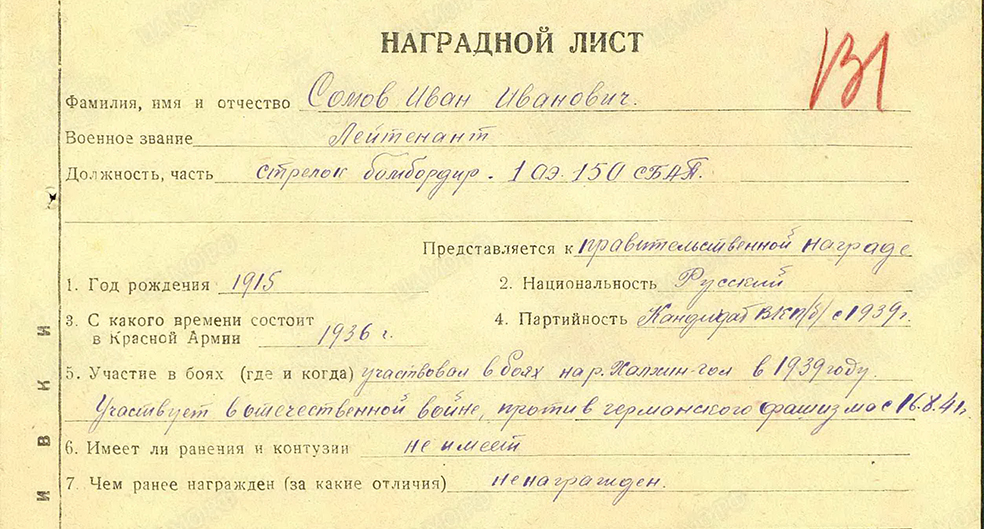 НАГРАДНОЙ ЛИСТ
Фамилия, имя и отчество Сомов Иван Иванович.
Военное звание Лейтенант
Должность, часть стрелок бомбордир. 1 аэ. 150 сБАП.
Представляется к правительственной награде
1. Год рождения 1915 2. Национальность Русский
3. С какого времени состоит
в Красной Армии 1936 г. 4. Партийность Кандидат ВКП/б/ с 1939г.
5. Участие в боях (где и когда) участвовал в боях на р. Халхин-гол в 1939 году.
Участвует в отечественной войне, против германского фашизма с 16.8.41г.
6. Имеет ли ранения и контузии не имеет
7. Чем ранее награжден (за какие отличия) не награжден.